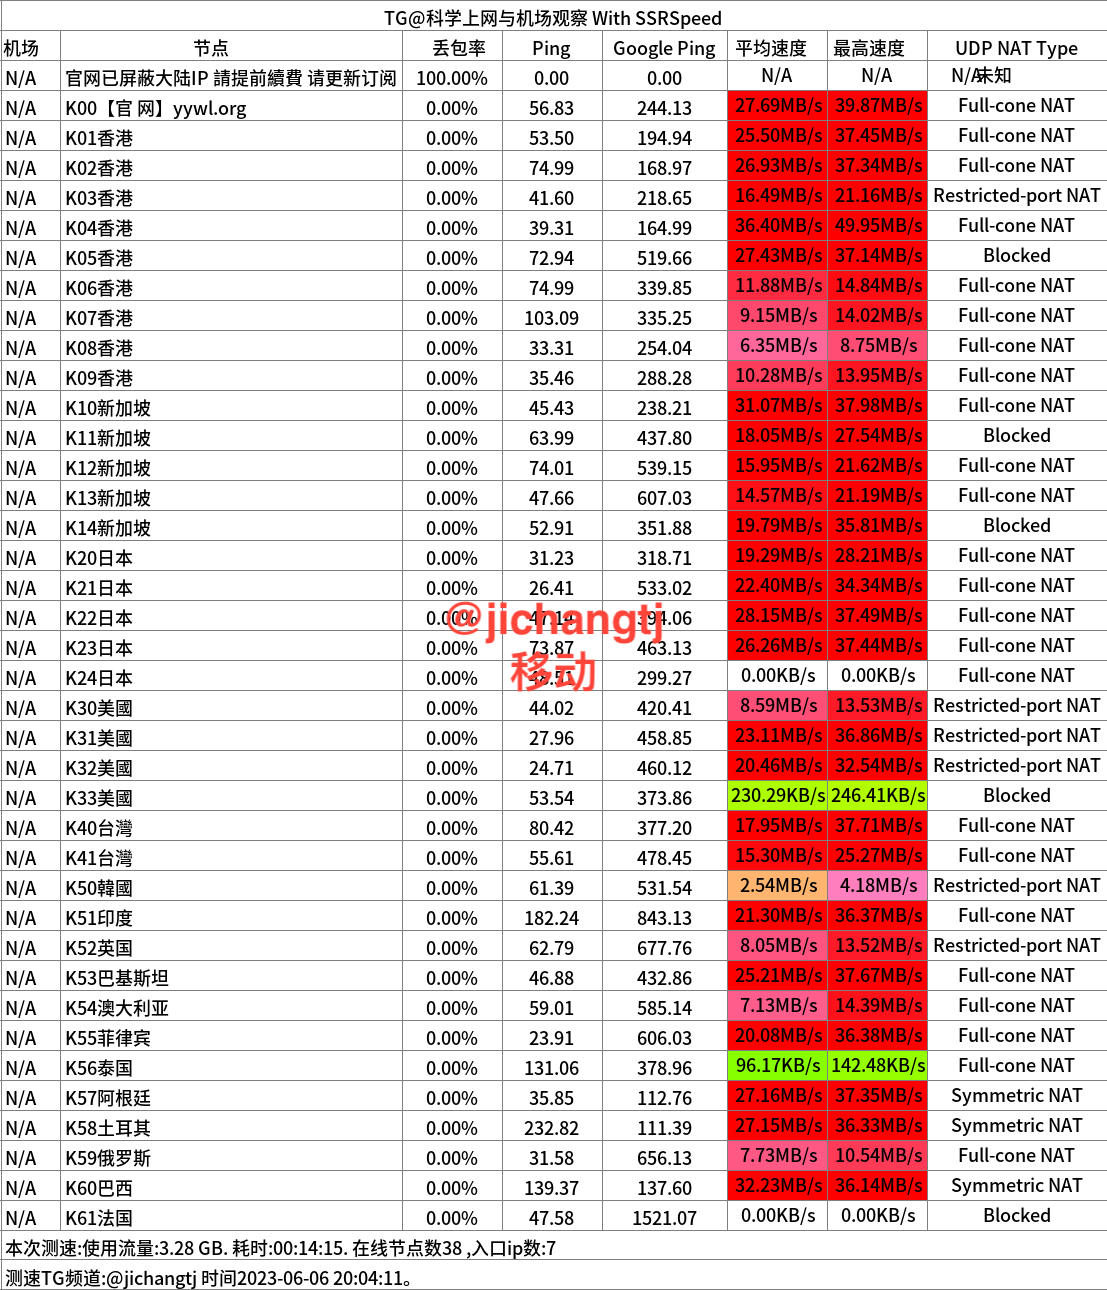 TG@科学上网与机场观察 With SSRSpeed
机场 节点 丢包率 Ping Google Ping 平均速度 最高速度 UDP NAT Type
N/A 官网已屏蔽大陆IP 請提前續費 请更新订阅 100.00% 0.00 0.00 N/A N/A N/A未知
N/A K00【官 网】yywl.org 0.00% 56.83 244.13 27.69MB/s 39.87MB/s Full-cone NAT
N/A K01香港 0.00% 53.50 194.94 25.50MB/s 37.45MB/s Full-cone NAT
N/A K02香港 0.00% 74.99 168.97 26.93MB/s 37.34MB/s Full-cone NAT
N/A K03香港 0.00% 41.60 218.65 16.49MB/s 21.16MB/s Restricted-port NAT
N/A K04香港 0.00% 39.31 164.99 36.40MB/s 49.95MB/s Full-cone NAT
N/A K05香港 0.00% 72.94 519.66 27.43MB/s 37.14MB/s Blocked
N/A K06香港 0.00% 74.99 339.85 11.88MB/s 14.84MB/s Full-cone NAT
N/A K07香港 0.00% 103.09 335.25 9.15MB/s 14.02MB/s Full-cone NAT
N/A K08香港 0.00% 33.31 254.04 6.35MB/s 8.75MB/s Full-cone NAT
N/A K09香港 0.00% 35.46 288.28 10.28MB/s 13.95MB/s Full-cone NAT
N/A K10新加坡 0.00% 45.43 238.21 31.07MB/s 37.98MB/s Full-cone NAT
N/A K11新加坡 0.00% 63.99 437.80 18.05MB/s 27.54MB/s Blocked
N/A K12新加坡 0.00% 74.01 539.15 15.95MB/s 21.62MB/s Full-cone NAT
N/A K13新加坡 0.00% 47.66 607.03 14.57MB/s 21.19MB/s Full-cone NAT
N/A K14新加坡 0.00% 52.91 351.88 19.79MB/s 35.81MB/s Blocked
N/A K20日本 0.00% 31.23 318.71 19.29MB/s 28.21MB/s Full-cone NAT
N/A K21日本 0.00% 26.41 533.02 22.40MB/s 34.34MB/s Full-cone NAT
N/A K22日本 0.00% 394.06 28.15MB/s 37.49MB/s Full-cone NAT
@jichangtj
N/A K23日本 0.00% 73.87 463.13 26.26MB/s 37.44MB/s Full-cone NAT
移动
N/A K24日本 0.00% 299.27 0.00KB/s 0.00KB/s Full-cone NAT
N/A K30美國 0.00% 44.02 420.41 8.59MB/s 13.53MB/s Restricted-port NAT
N/A K31美國 0.00% 27.96 458.85 23.11MB/s 36.86MB/s Restricted-port NAT
N/A K32美國 0.00% 24.71 460.12 20.46MB/s 32.54MB/s Restricted-port NAT
N/A K33美國 0.00% 53.54 373.86 230.29KB/s 246.41KB/s Blocked
N/A K40台灣 0.00% 80.42 377.20 17.95MB/s 37.71MB/s Full-cone NAT
N/A K41台灣 0.00% 55.61 478.45 15.30MB/s 25.27MB/s Full-cone NAT
N/A K50韓國 0.00% 61.39 531.54 2.54MB/s 4.18MB/s Restricted-port NAT
N/A K51印度 0.00% 182.24 843.13 21.30MB/s 36.37MB/s Full-cone NAT
N/A K52英国 0.00% 62.79 677.76 8.05MB/s 13.52MB/s Restricted-port NAT
N/A K53巴基斯坦 0.00% 46.88 432.86 25.21MB/s 37.67MB/s Full-cone NAT
N/A K54澳大利亚 0.00% 59.01 585.14 7.13MB/s 14.39MB/s Full-cone NAT
N/A K55菲律宾 0.00% 23.91 606.03 20.08MB/s 36.38MB/s Full-cone NAT
N/A K56泰国 0.00% 131.06 378.96 96.17KB/s 142.48KB/s Full-cone NAT
N/A K57阿根廷 0.00% 35.85 112.76 27.16MB/s 37.35MB/s Symmetric NAT
N/A K58土耳其 0.00% 232.82 111.39 27.15MB/s 36.33MB/s Symmetric NAT
N/A K59俄罗斯 0.00% 31.58 656.13 7.73MB/s 10.54MB/s Full-cone NAT
N/A K60巴西 0.00% 139.37 137.60 32.23MB/s 36.14MB/s Symmetric NAT
N/A K61法国 0.00% 47.58 1521.07 0.00KB/s 0.00KB/s Blocked
本次测速:使用流量:3.28 GB. 耗时:00:14:15. 在线节点数38 ,入口ip数:7
测速TG频道:@jichangtj 时间2023-06-06 20:04:11。